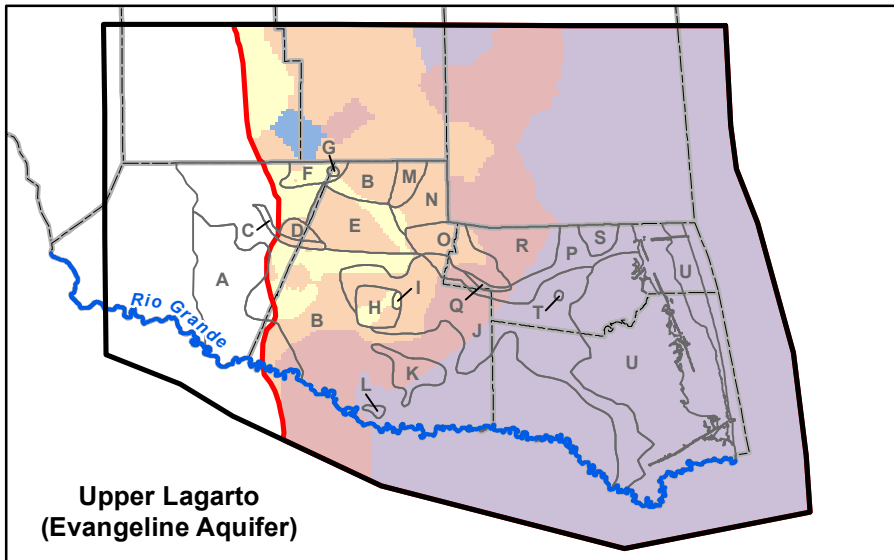 G
F
B
M
N
C
D
E
O
R
P
S
A
I
H
Q
T
U
Rio Grande
B
J
K
U
L
Upper Lagarto
(Evangeline Aquifer)